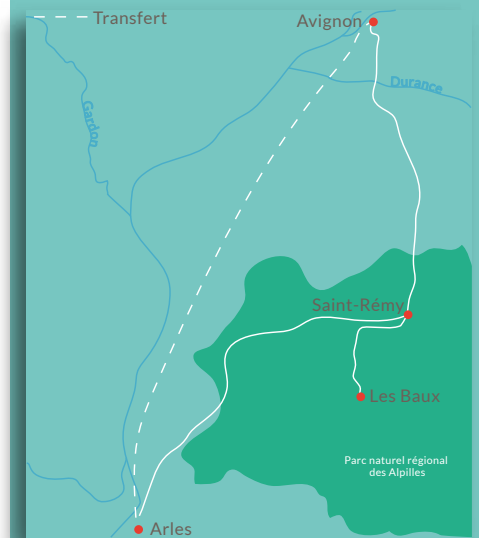 Transfert
Avignon
Durance
Gardon
Saint-Rémy
Les Baux
Parc naturel régional
des Alpilles
Arles